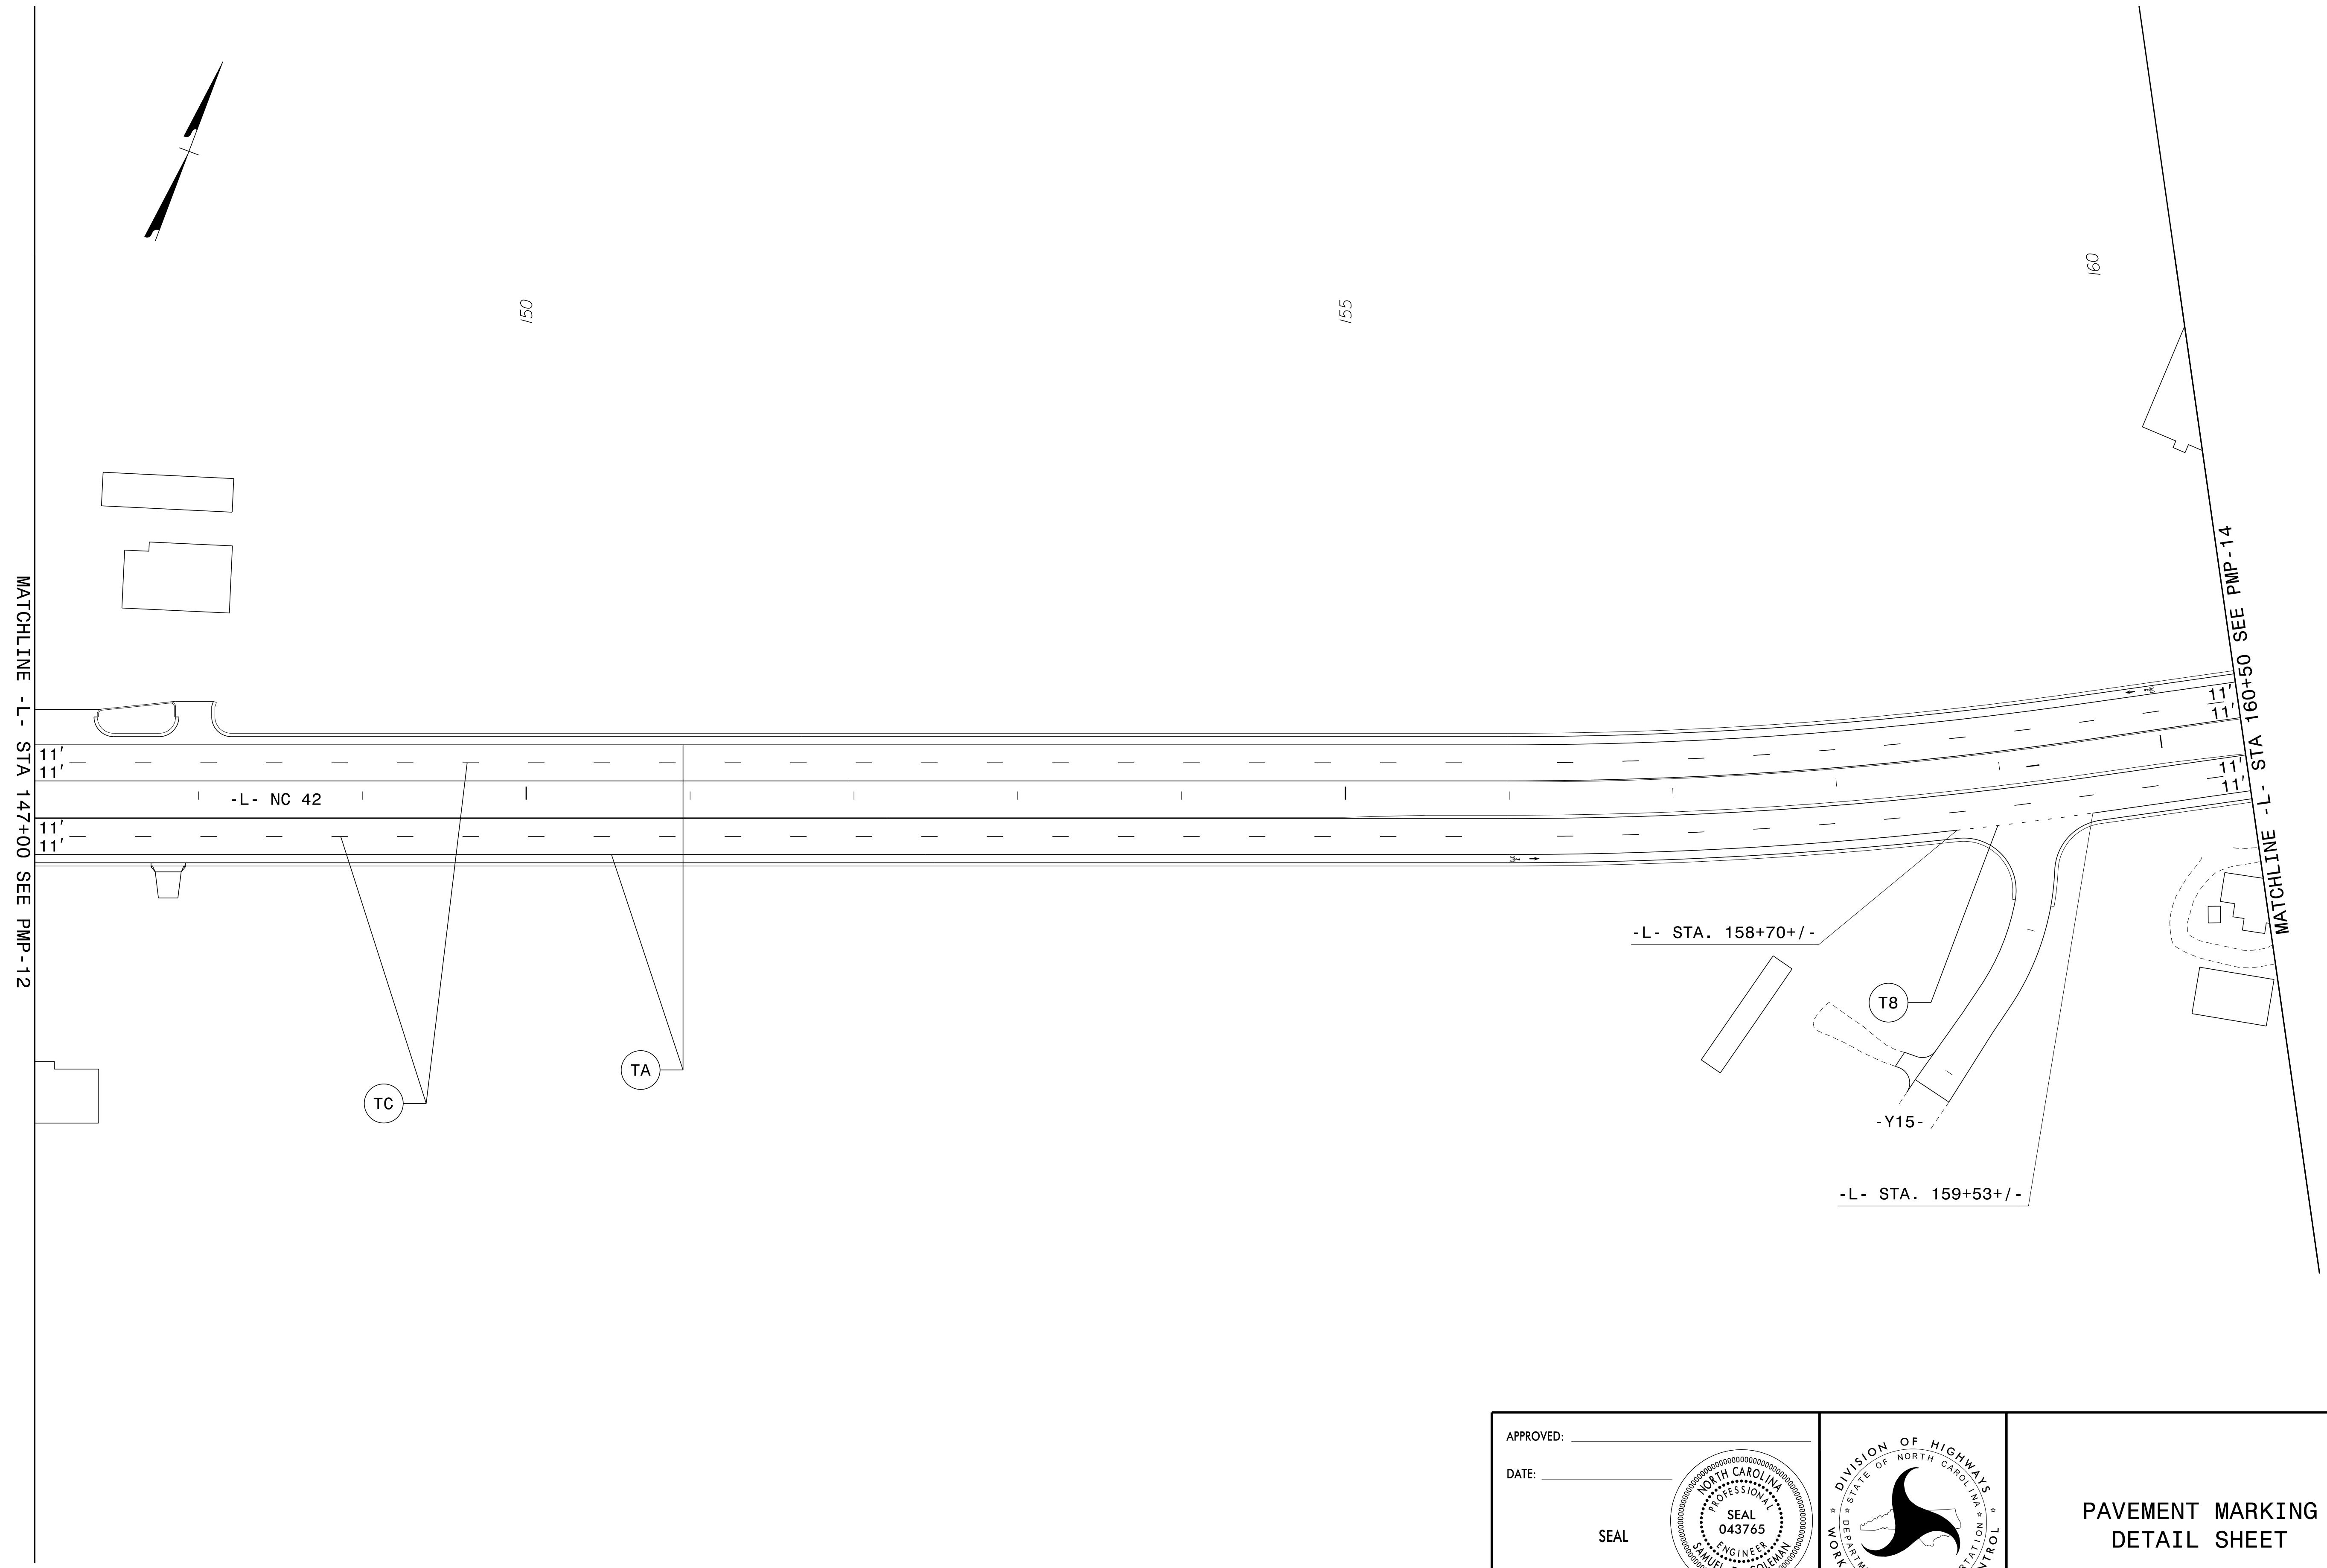 150
155
160
MATCHLINE -L- STA 147+00 SEE PMP-12
MATCHLINE -L- STA 160+50 SEE PMP-14
11'
11'
11'
11'
-L- NC 42
11'
11'
11'
11'
-L- STA. 158+70+/-
T8
TA
TC
-Y15-
-L- STA. 159+53+/-
APPROVED:
DATE:
SEAL
NORTH CAROLINA
PROFESSIONAL
SEAL
043765
ENGINEER
SAMUEL
DIVISION OF HIGHWAYS
STATE OF NORTH CAROLINA
PAVEMENT MARKING
DETAIL SHEET